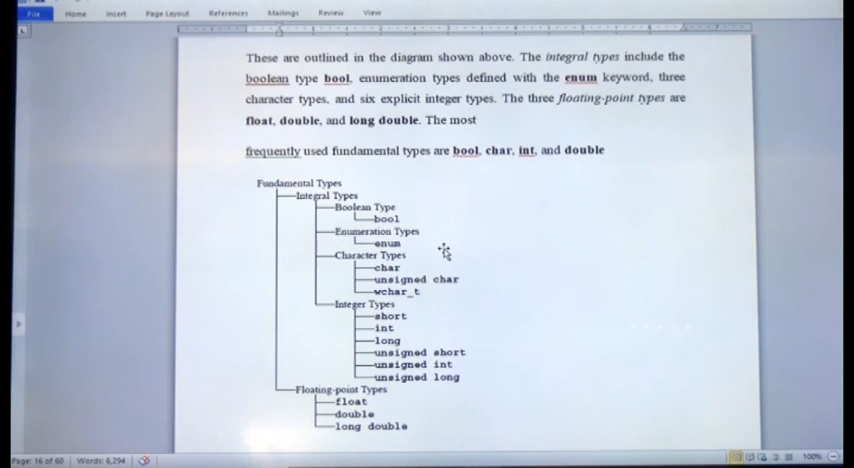 File Home Insert Page Layout References Mailings Review View
These are outlined in the diagram shown above. The integral types include the
boolean type bool, enumeration types defined with the enum keyword, three
character types, and six explicit integer types. The three floating-point types are
float, double, and long double. The most
frequently used fundamental types are bool, char, int, and double
Fundamental Types
Integral Types
Boolean Type
bool
Enumeration Types
enum
Character Types
char
unsigned char
wchar_t
Integer Types
short
int
long
unsigned short
unsigned int
unsigned long
Floating-point Types
float
double
long double
Page: 16 of 60 Words: 6,294 100%